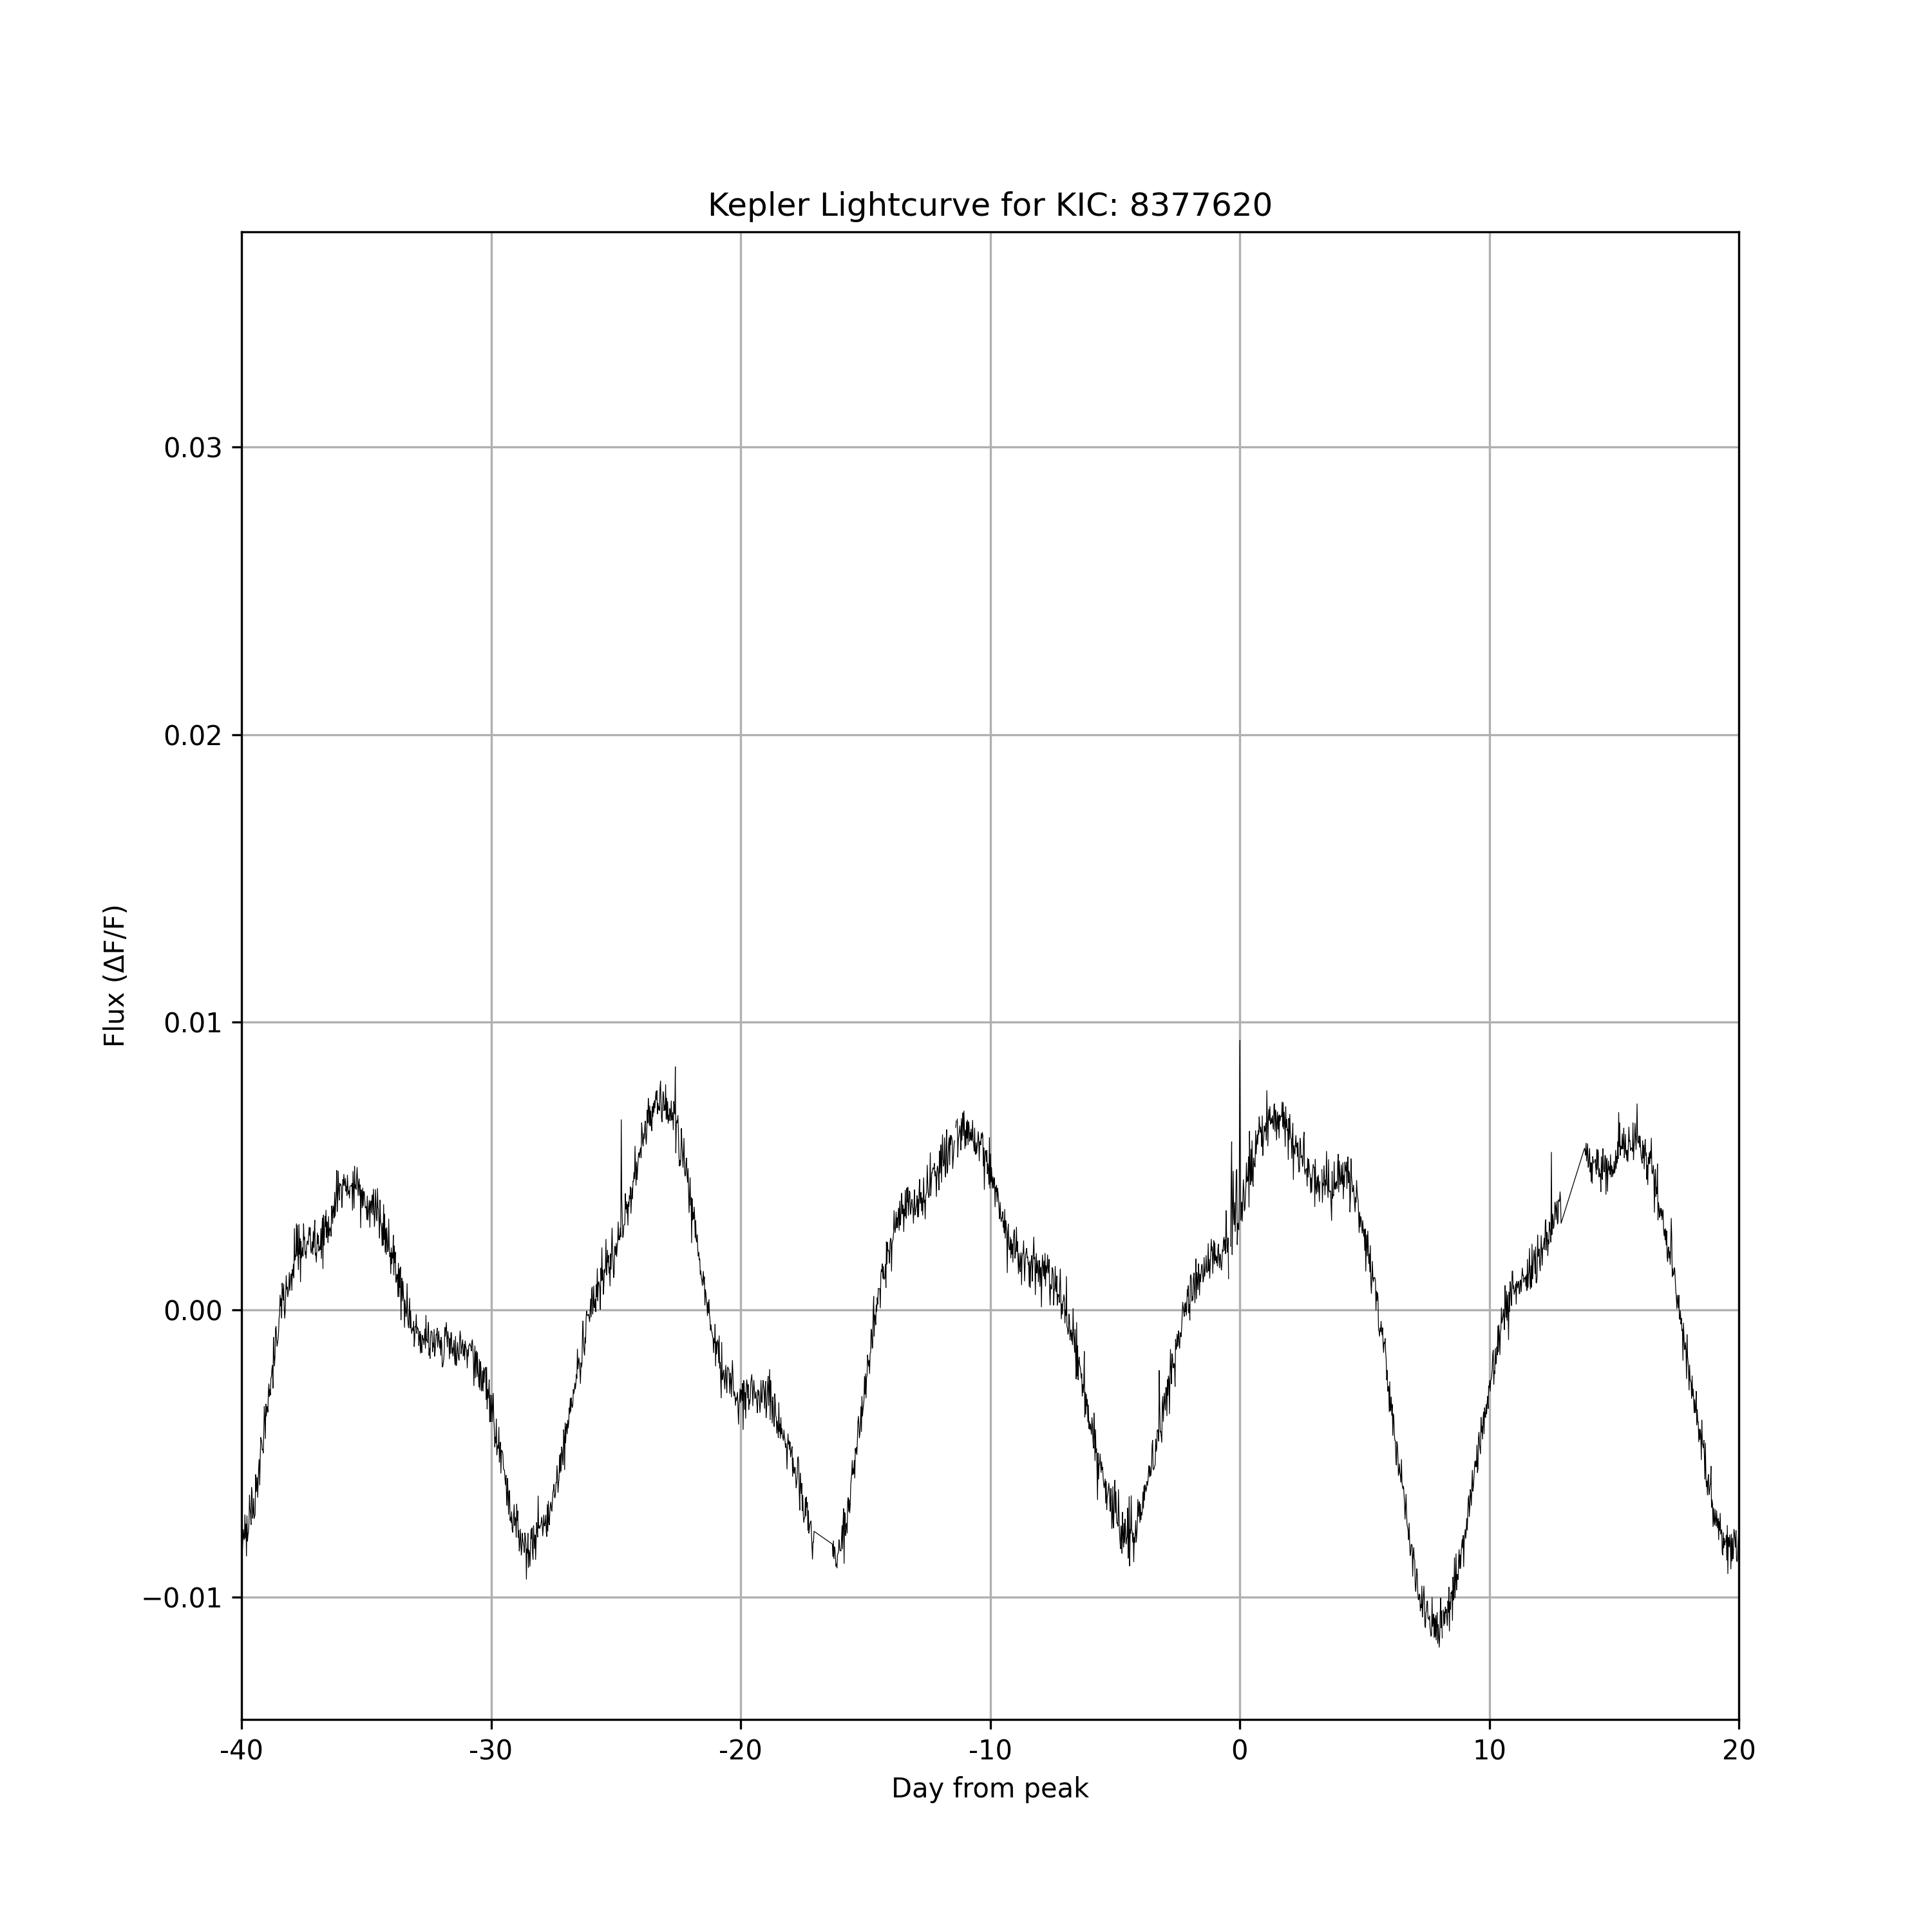 Kepler Lightcurve for KIC: 8377620
Flux (ΔF/F)
0.03
0.02
0.01
0.00
−0.01
-40 -30 -20 -10 0 10 20
Day from peak